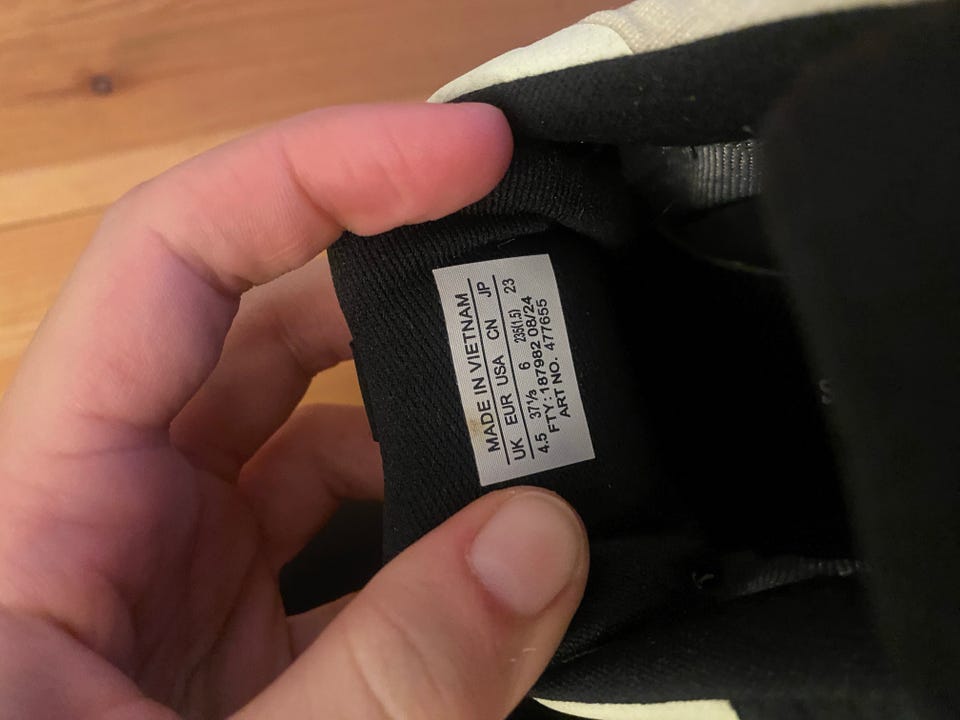 MADE IN VIETNAM
UK EUR USA CN JP
4.5 37⅓ 6 235(1.5) 23
FTY:187982 08/24
ART NO. 477655